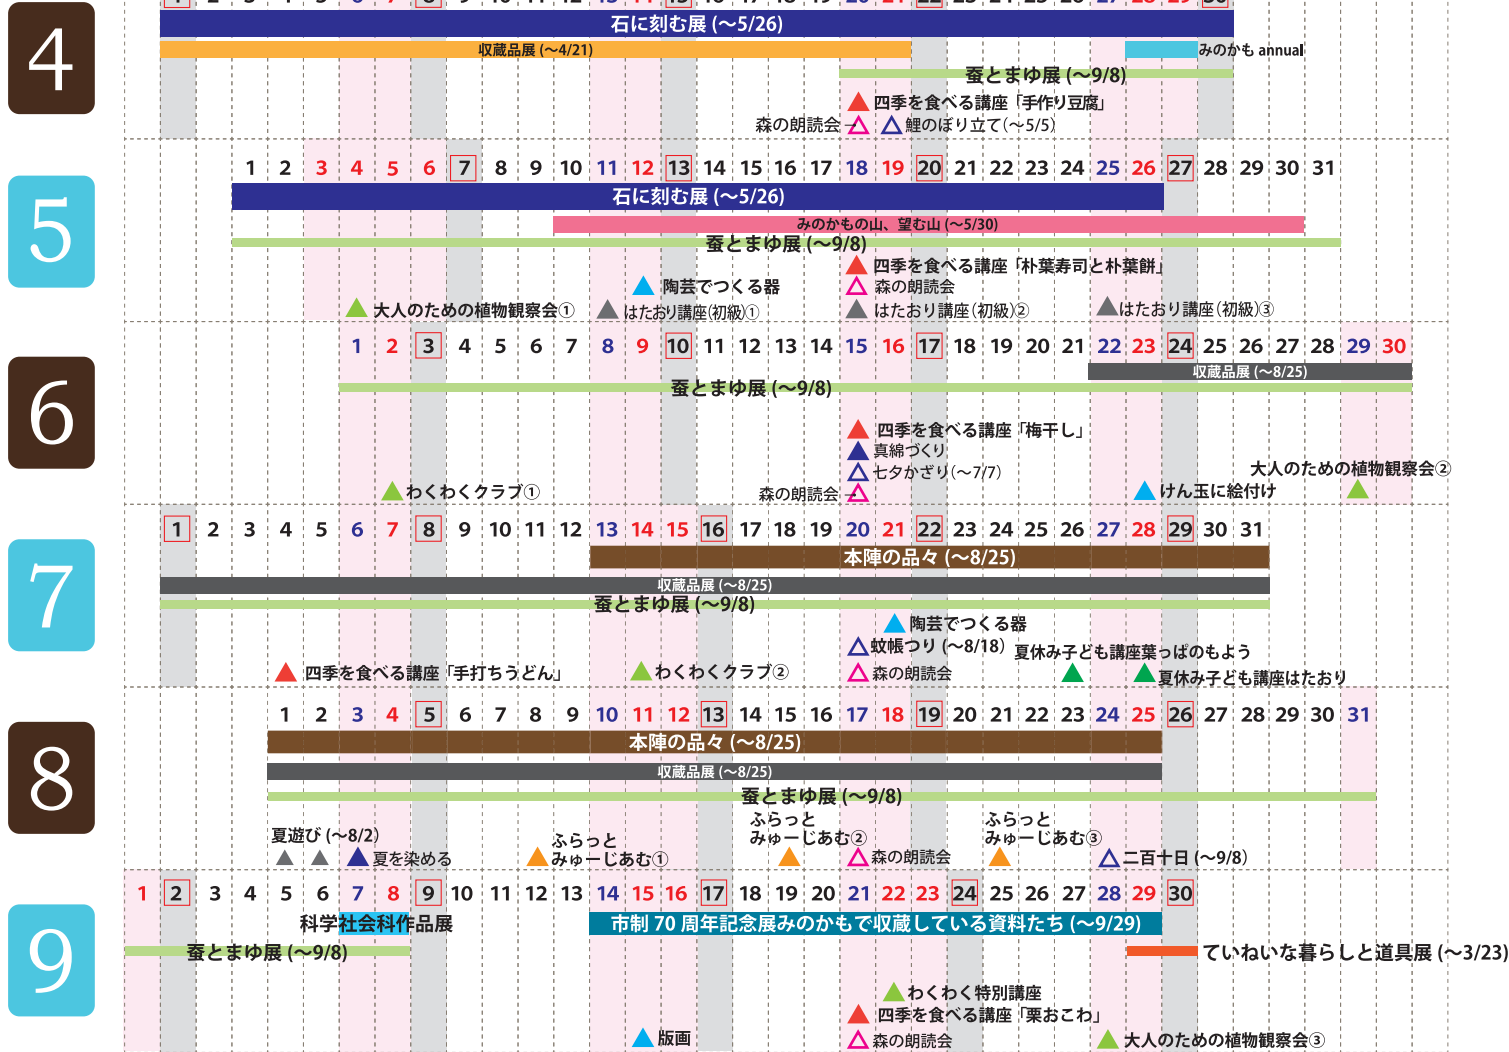 4
石に刻む展 (～5/26)
収蔵品展 (～4/21)
みのかも annual
蚕とまゆ展 (～9/8)
四季を食べる講座「手作り豆腐」
森の朗読会
鯉のぼり立て(～5/5)
5
1 2 3 4 5 6 7 8 9 10 11 12 13 14 15 16 17 18 19 20 21 22 23 24 25 26 27 28 29 30 31
石に刻む展 (～5/26)
みのかもの山、望む山 (～5/30)
蚕とまゆ展 (～9/8)
四季を食べる講座「朴葉寿司と朴葉餅」
陶芸でつくる器
森の朗読会
大人のための植物観察会①
はたおり講座(初級)①
はたおり講座(初級)②
はたおり講座(初級)③
6
1 2 3 4 5 6 7 8 9 10 11 12 13 14 15 16 17 18 19 20 21 22 23 24 25 26 27 28 29 30
収蔵品展 (～8/25)
蚕とまゆ展 (～9/8)
四季を食べる講座「梅干し」
真綿づくり
七夕かざり(～7/7)
大人のための植物観察会②
わくわくクラブ①
森の朗読会
けん玉に絵付け
7
1 2 3 4 5 6 7 8 9 10 11 12 13 14 15 16 17 18 19 20 21 22 23 24 25 26 27 28 29 30 31
本陣の品々 (～8/25)
収蔵品展 (～8/25)
蚕とまゆ展 (～9/8)
陶芸でつくる器
蚊帳つり (～8/18)
夏休み子ども講座葉っぱのもよう
四季を食べる講座「手打ちうどん」
わくわくクラブ②
森の朗読会
夏休み子ども講座はたおり
8
1 2 3 4 5 6 7 8 9 10 11 12 13 14 15 16 17 18 19 20 21 22 23 24 25 26 27 28 29 30 31
本陣の品々 (～8/25)
収蔵品展 (～8/25)
蚕とまゆ展 (～9/8)
夏遊び (～8/2)
夏を染める
ふらっと
みゅーじあむ①
ふらっと
みゅーじあむ②
森の朗読会
ふらっと
みゅーじあむ③
二百十日 (～9/8)
9
1 2 3 4 5 6 7 8 9 10 11 12 13 14 15 16 17 18 19 20 21 22 23 24 25 26 27 28 29 30
科学社会科作品展
市制 70 周年記念展みのかもで収蔵している資料たち (～9/29)
蚕とまゆ展 (～9/8)
ていねいな暮らしと道具展 (～3/23)
わくわく特別講座
四季を食べる講座「栗おこわ」
版画
森の朗読会
大人のための植物観察会③